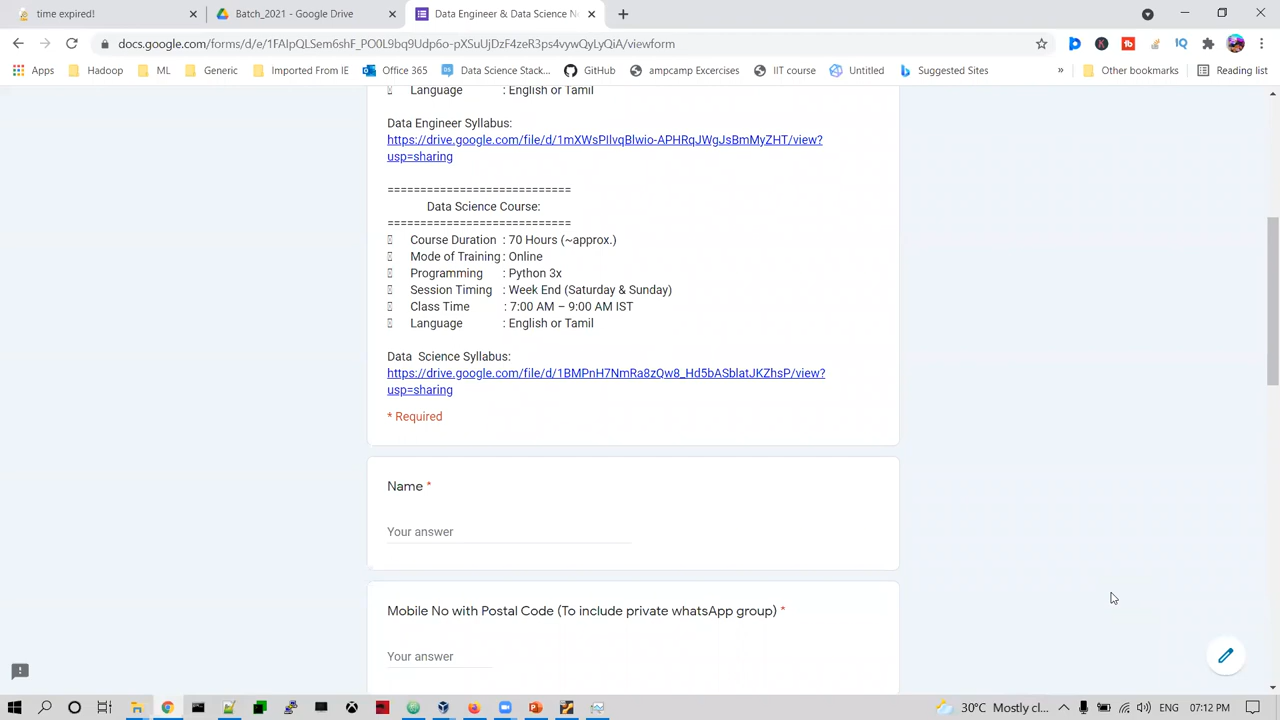 time expired!
Batch_2021 - Google Drive
Data Engineer & Data Science Ne
docs.google.com/forms/d/e/1FAIpQLSem6shF_PO0L9bq9Udp6o-pXSuUjDzF4zeR3ps4vywQyLyQiA/viewform
Apps
Hadoop
ML
Generic
Imported From IE
Office 365
Data Science Stack...
GitHub
ampcamp Excercises
IIT course
Untitled
Suggested Sites
»
Other bookmarks
Reading list
Language : English or Tamil
Data Engineer Syllabus:
https://drive.google.com/file/d/1mXWsPIlvqBlwio-APHRqJWgJsBmMyZHT/view?
usp=sharing
============================
Data Science Course:
============================
Course Duration : 70 Hours (~approx.)
Mode of Training : Online
Programming : Python 3x
Session Timing : Week End (Saturday & Sunday)
Class Time : 7:00 AM – 9:00 AM IST
Language : English or Tamil
Data Science Syllabus:
https://drive.google.com/file/d/1BMPnH7NmRa8zQw8_Hd5bASblatJKZhsP/view?
usp=sharing
* Required
Name *
Your answer
Mobile No with Postal Code (To include private whatsApp group) *
Your answer
30°C Mostly clear
ENG
07:12 PM